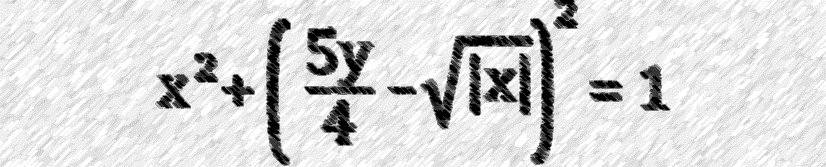 x² + (5y/4 − √|x|)² = 1